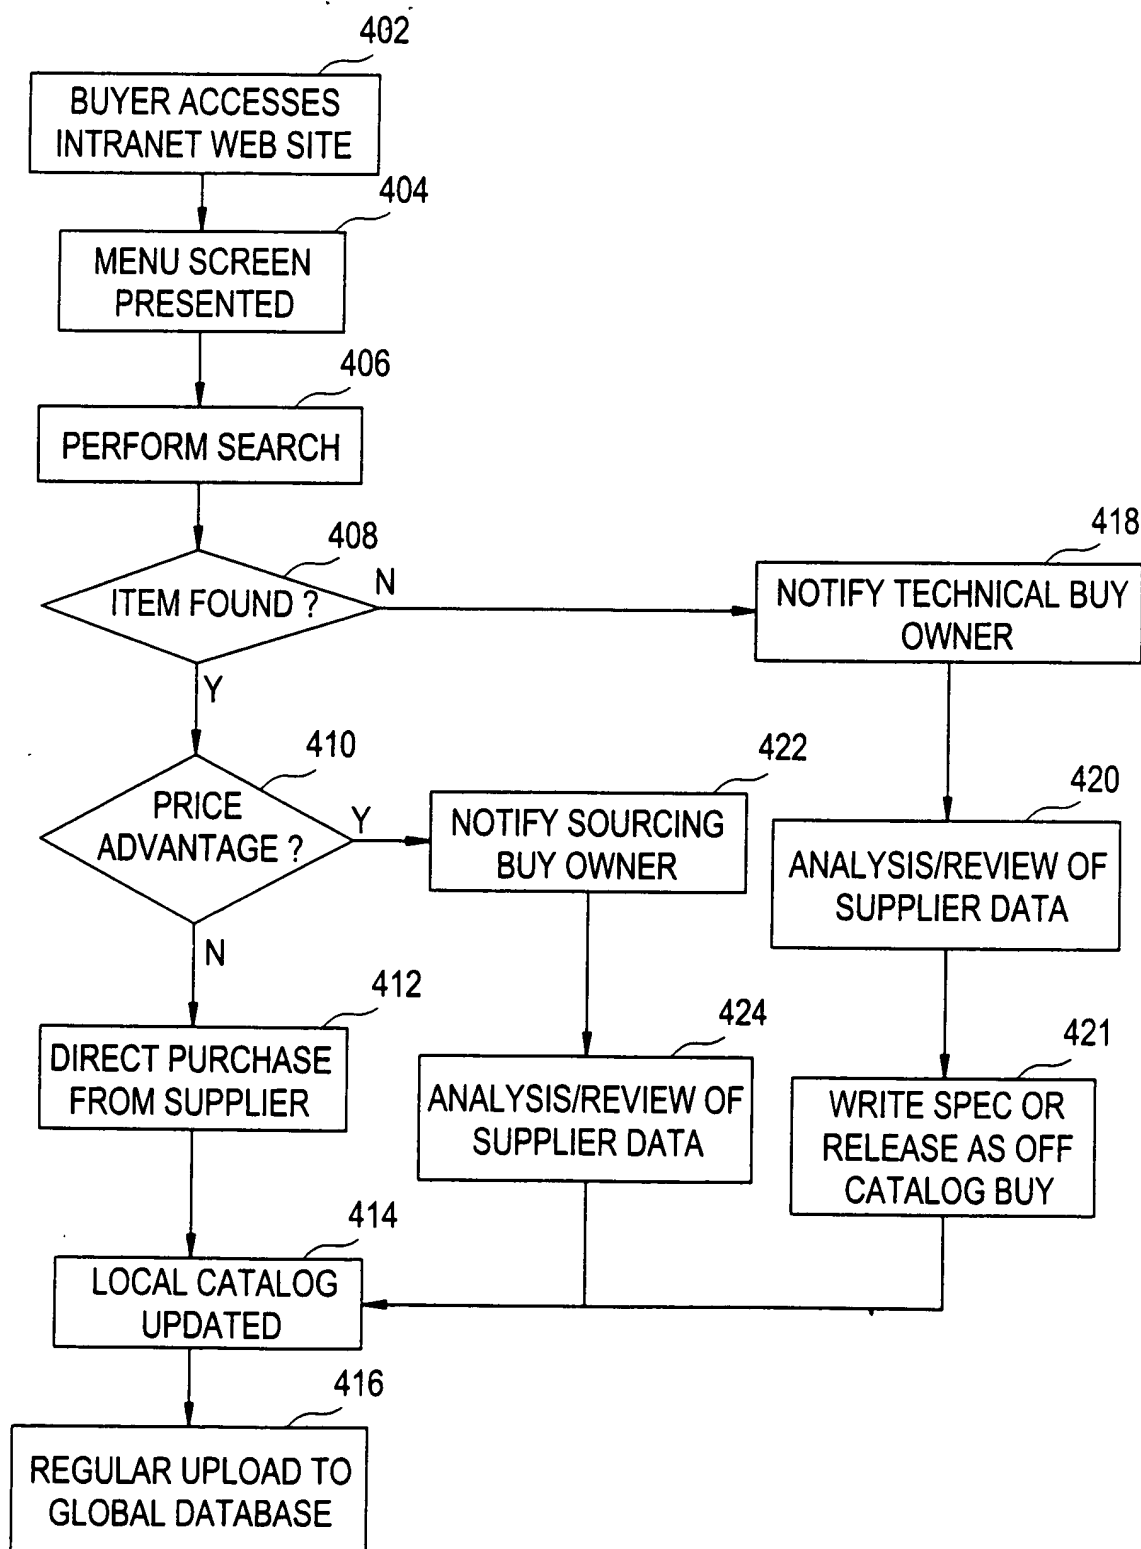 402
BUYER ACCESSES
INTRANET WEB SITE
404
MENU SCREEN
PRESENTED
406
PERFORM SEARCH
408
ITEM FOUND ?
N
Y
418
NOTIFY TECHNICAL BUY
OWNER
410
PRICE
ADVANTAGE ?
Y
N
422
NOTIFY SOURCING
BUY OWNER
420
ANALYSIS/REVIEW OF
SUPPLIER DATA
412
DIRECT PURCHASE
FROM SUPPLIER
424
ANALYSIS/REVIEW OF
SUPPLIER DATA
421
WRITE SPEC OR
RELEASE AS OFF
CATALOG BUY
414
LOCAL CATALOG
UPDATED
416
REGULAR UPLOAD TO
GLOBAL DATABASE